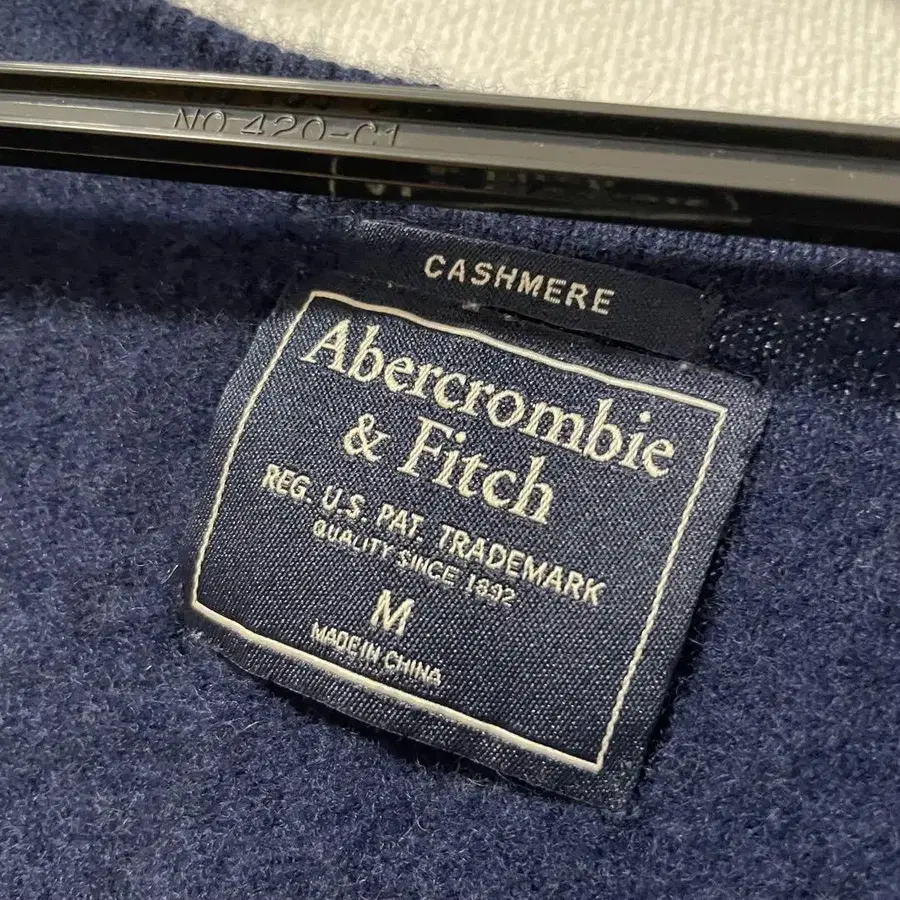 NO 420-C1
CASHMERE
Abercrombie
& Fitch
REG. U.S. PAT. TRADEMARK
QUALITY SINCE 1892
M
MADE IN CHINA